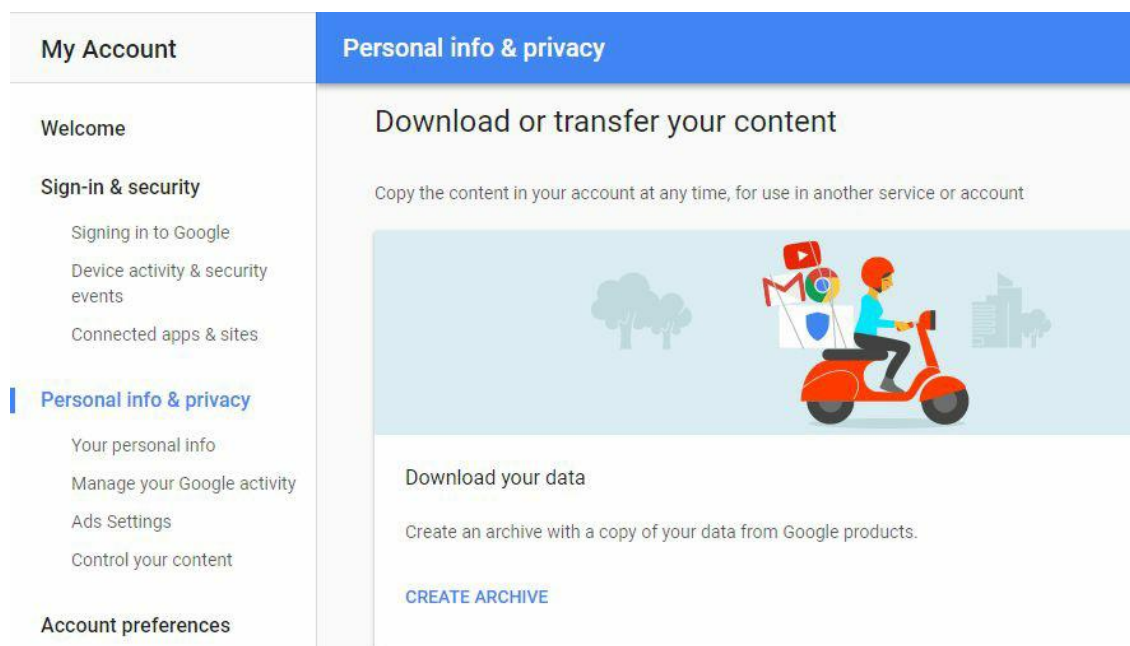 My Account
Personal info & privacy
Welcome
Sign-in & security
Signing in to Google
Device activity & security
events
Connected apps & sites
Personal info & privacy
Your personal info
Manage your Google activity
Ads Settings
Control your content
Account preferences
Download or transfer your content
Copy the content in your account at any time, for use in another service or account
Download your data
Create an archive with a copy of your data from Google products.
CREATE ARCHIVE